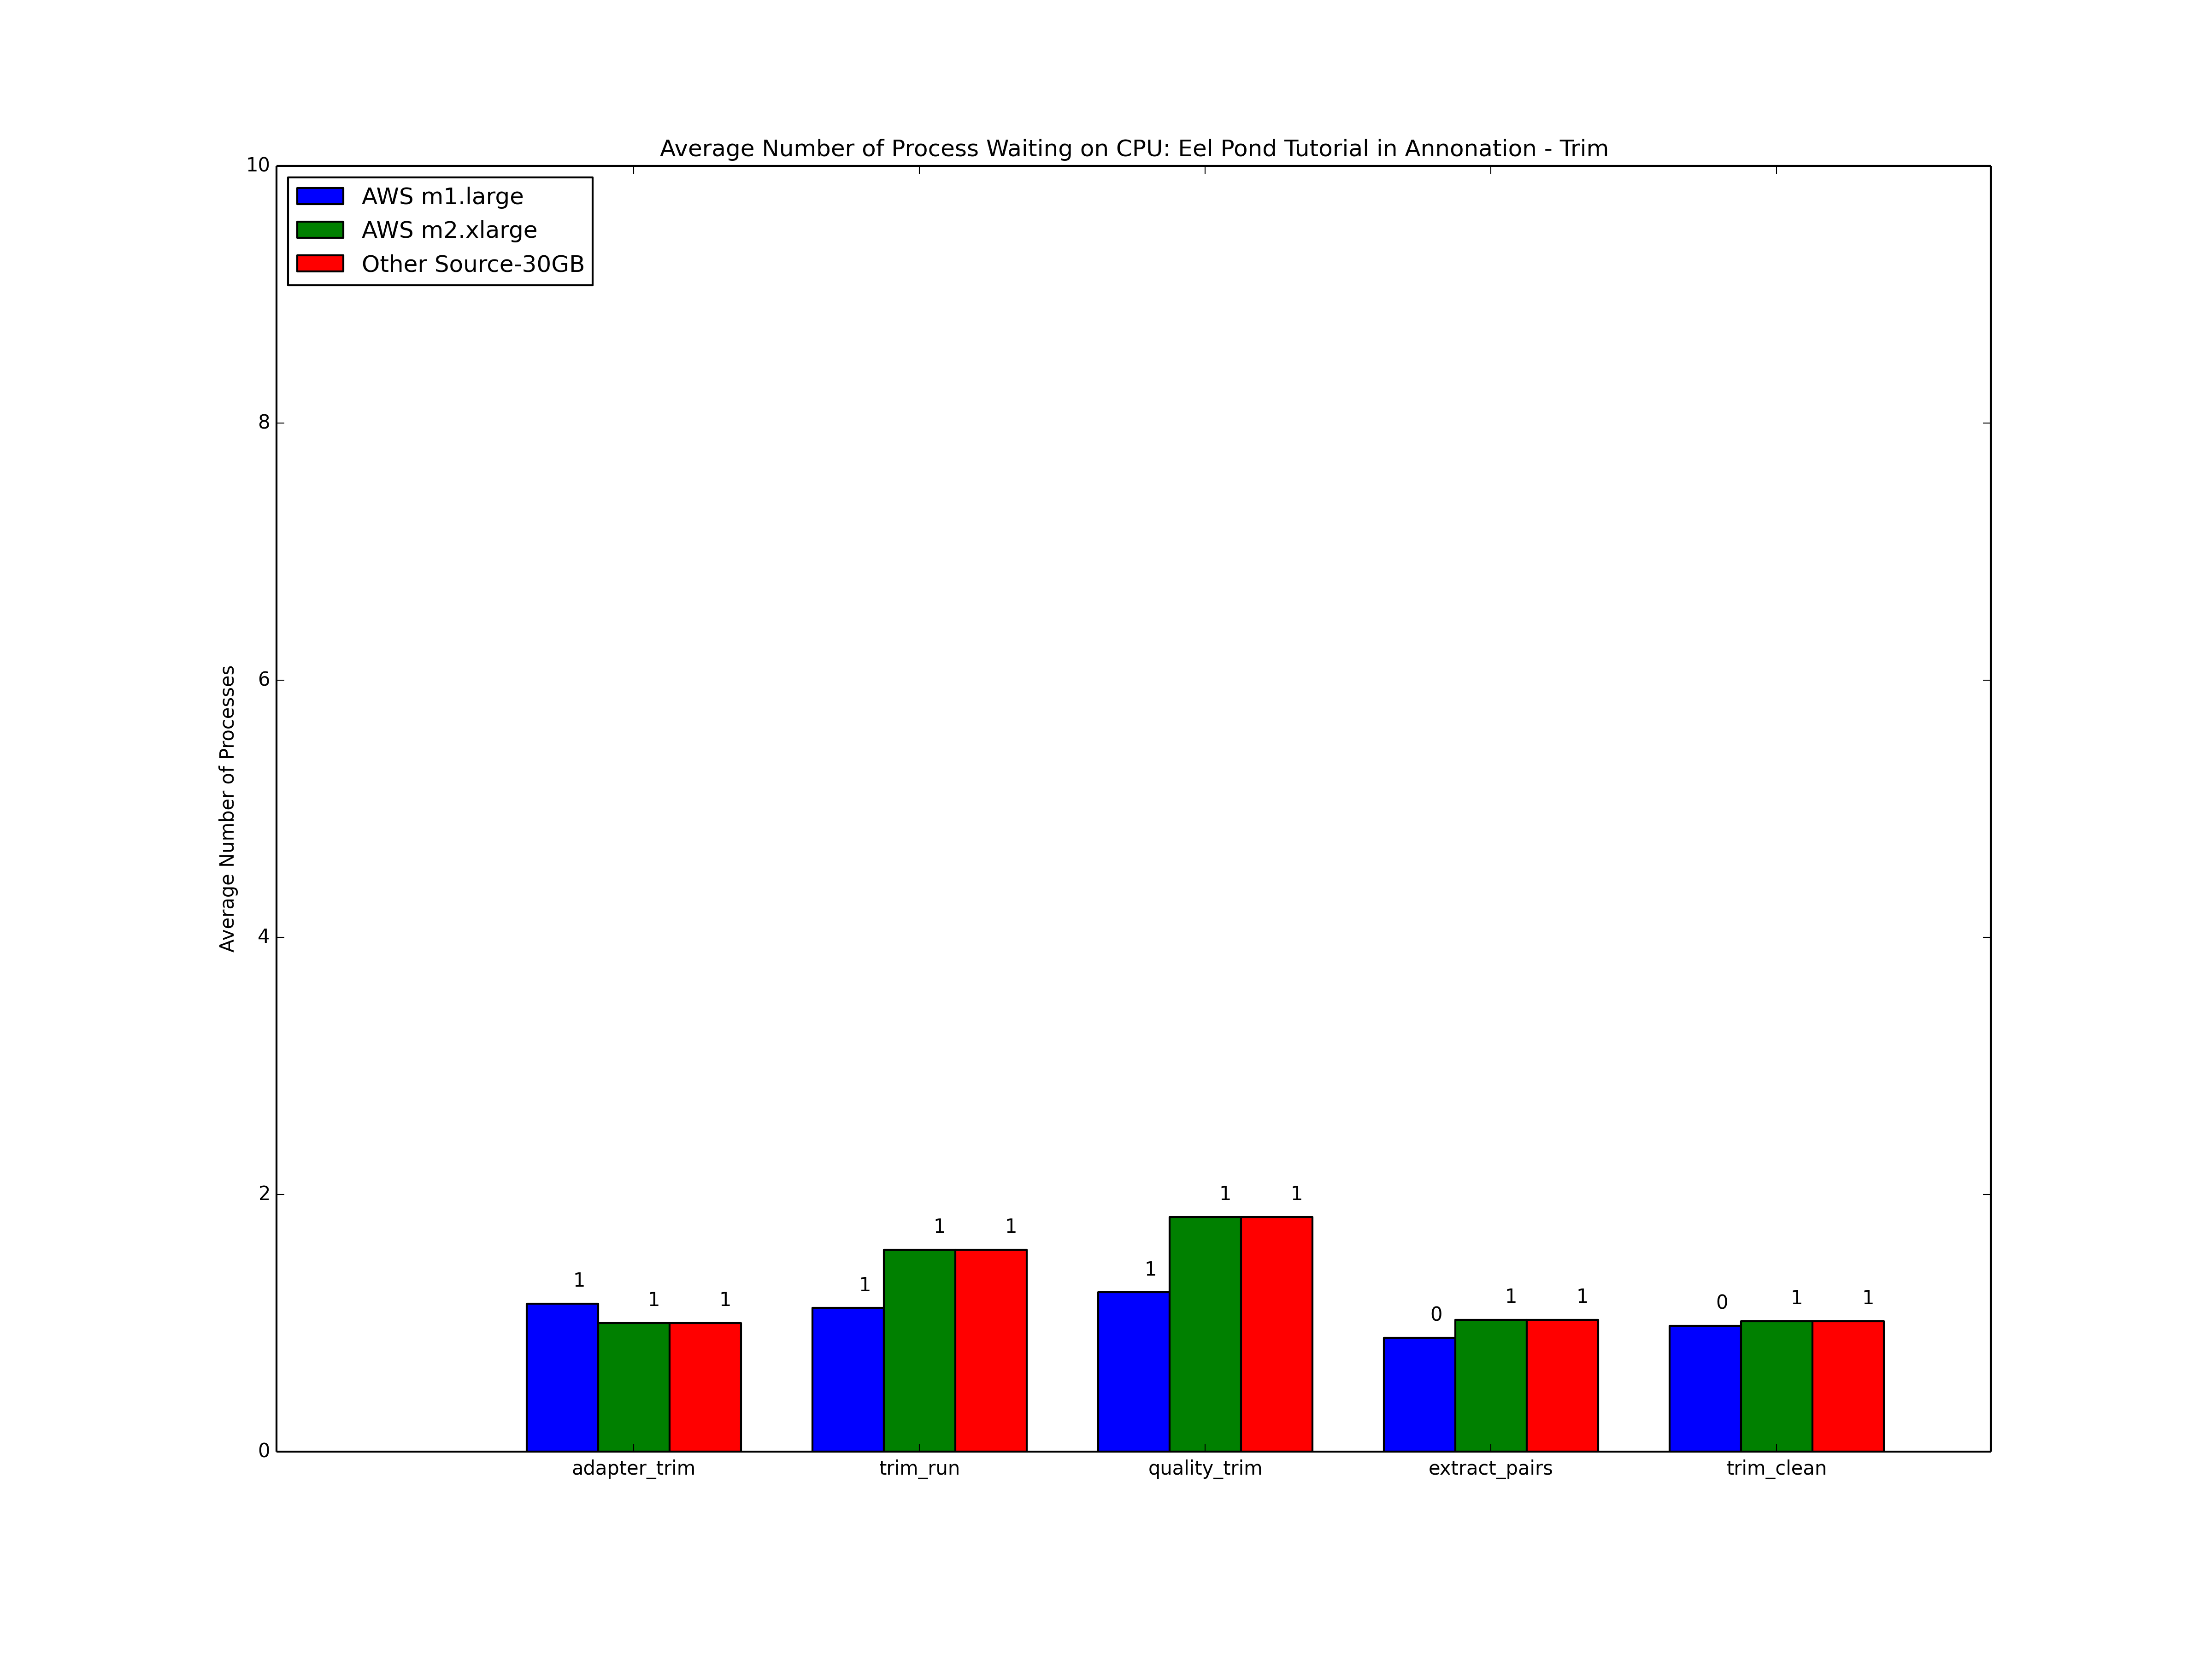 Average Number of Process Waiting on CPU: Eel Pond Tutorial in Annonation - Trim
AWS m1.large
AWS m2.xlarge
Other Source-30GB
Average Number of Processes
10
8
6
4
2
0
1
1
1
1
1
1
1
1
1
0
1
1
0
1
1
adapter_trim
trim_run
quality_trim
extract_pairs
trim_clean